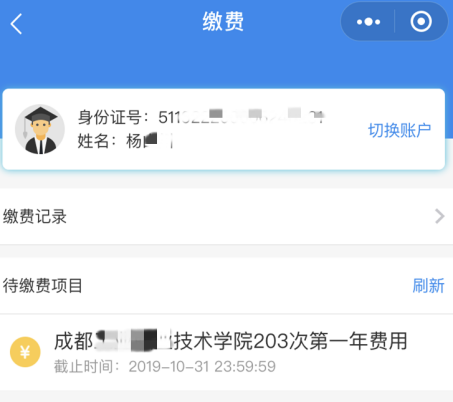 缴费
身份证号：511
姓名：杨
切换账户
缴费记录
待缴费项目
刷新
成都 技术学院203次第一年费用
截止时间：2019-10-31 23:59:59